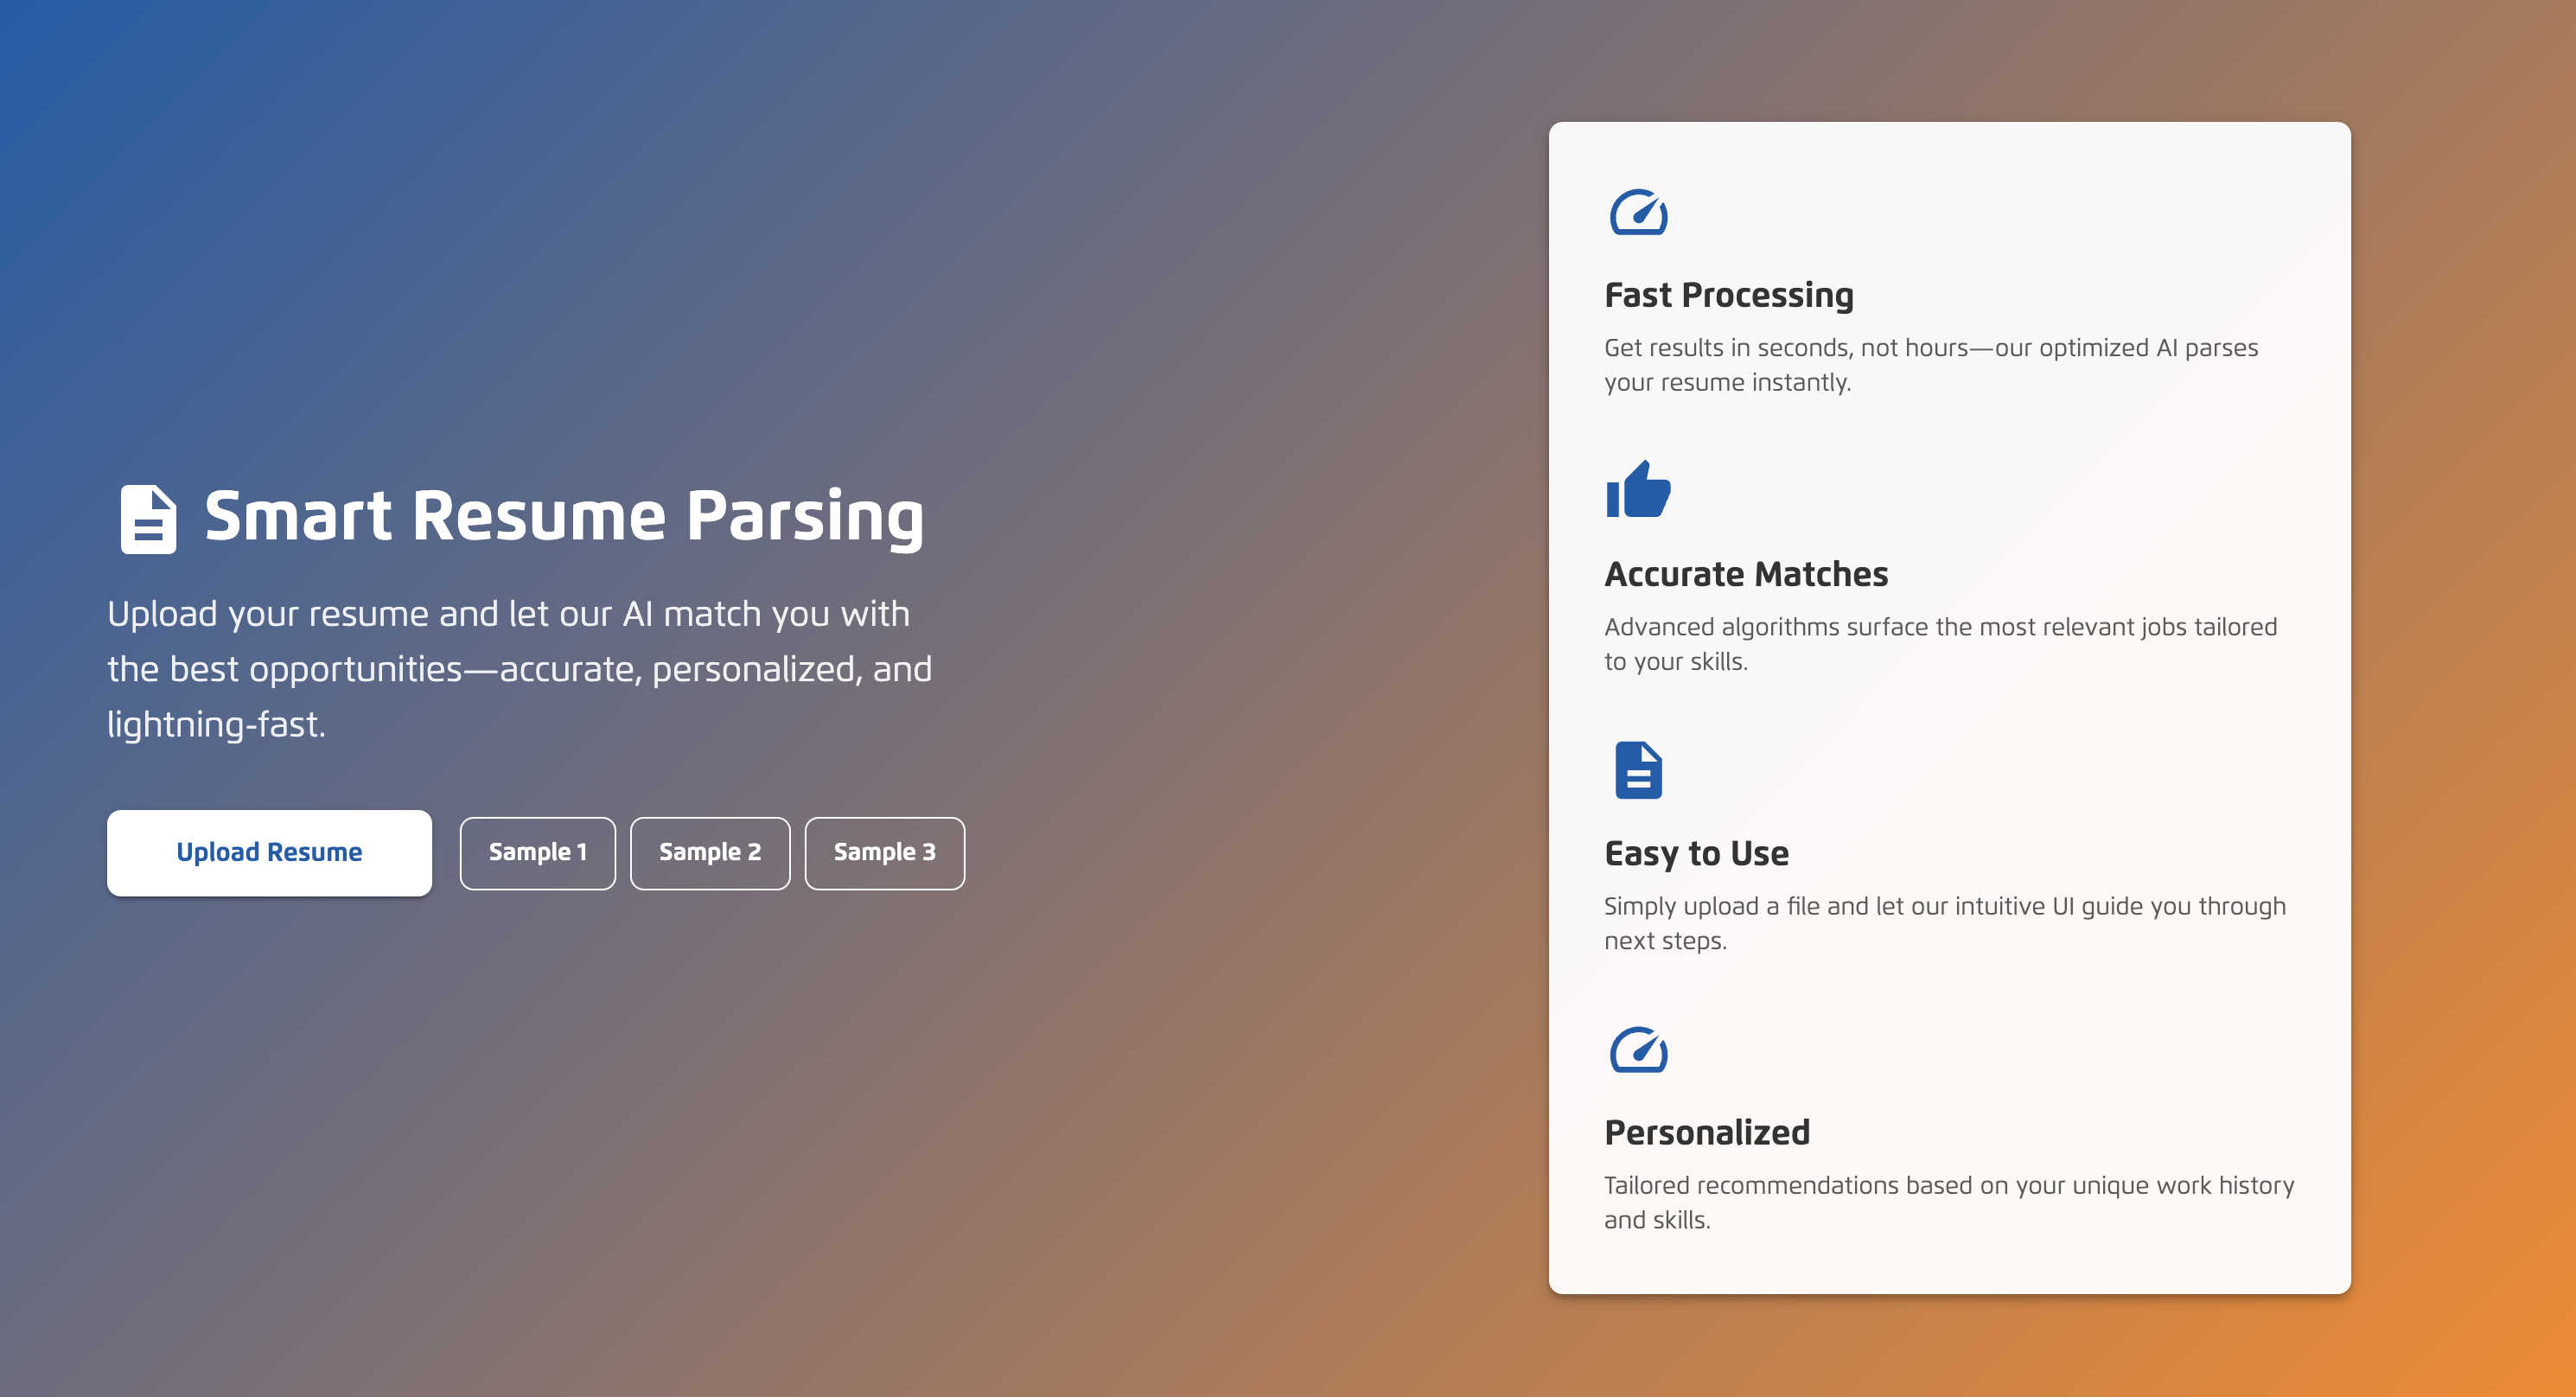 Smart Resume Parsing
Upload your resume and let our AI match you with
the best opportunities—accurate, personalized, and
lightning-fast.
Upload Resume
Sample 1
Sample 2
Sample 3
Fast Processing
Get results in seconds, not hours—our optimized AI parses
your resume instantly.
Accurate Matches
Advanced algorithms surface the most relevant jobs tailored
to your skills.
Easy to Use
Simply upload a file and let our intuitive UI guide you through
next steps.
Personalized
Tailored recommendations based on your unique work history
and skills.